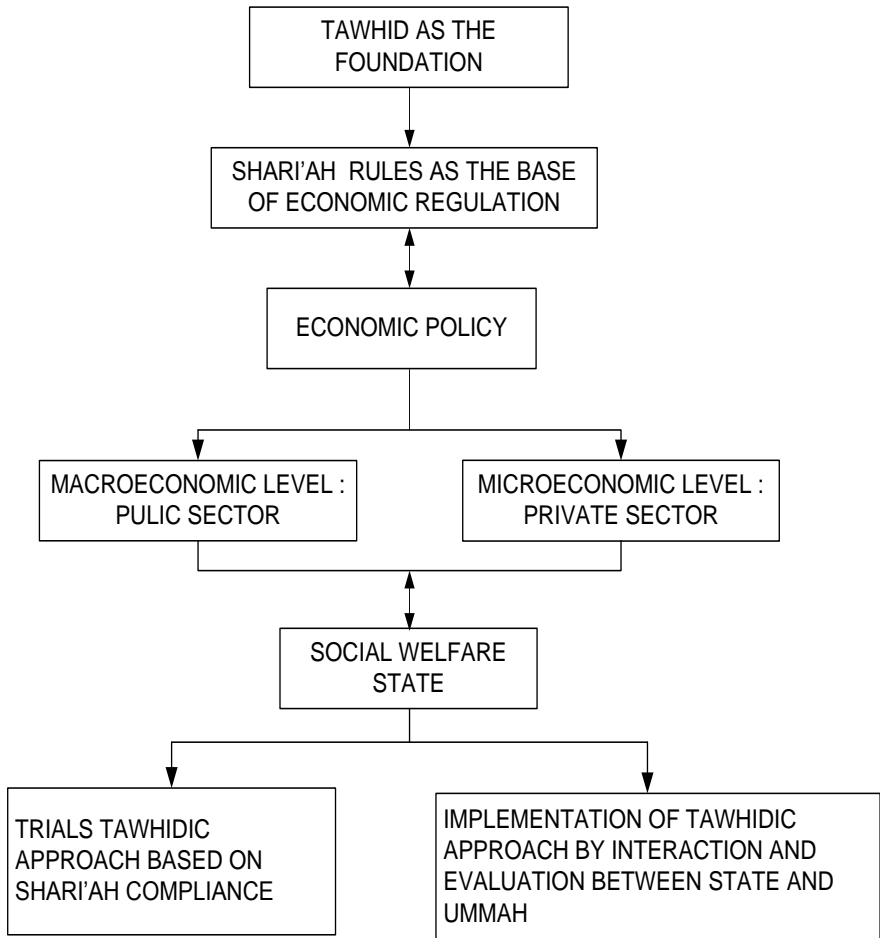 TAWHID AS THE
FOUNDATION
SHARI'AH RULES AS THE BASE
OF ECONOMIC REGULATION
ECONOMIC POLICY
MACROECONOMIC LEVEL :
PULIC SECTOR
MICROECONOMIC LEVEL :
PRIVATE SECTOR
SOCIAL WELFARE
STATE
TRIALS TAWHIDIC
APPROACH BASED ON
SHARI'AH COMPLIANCE
IMPLEMENTATION OF TAWHIDIC
APPROACH BY INTERACTION AND
EVALUATION BETWEEN STATE AND
UMMAH